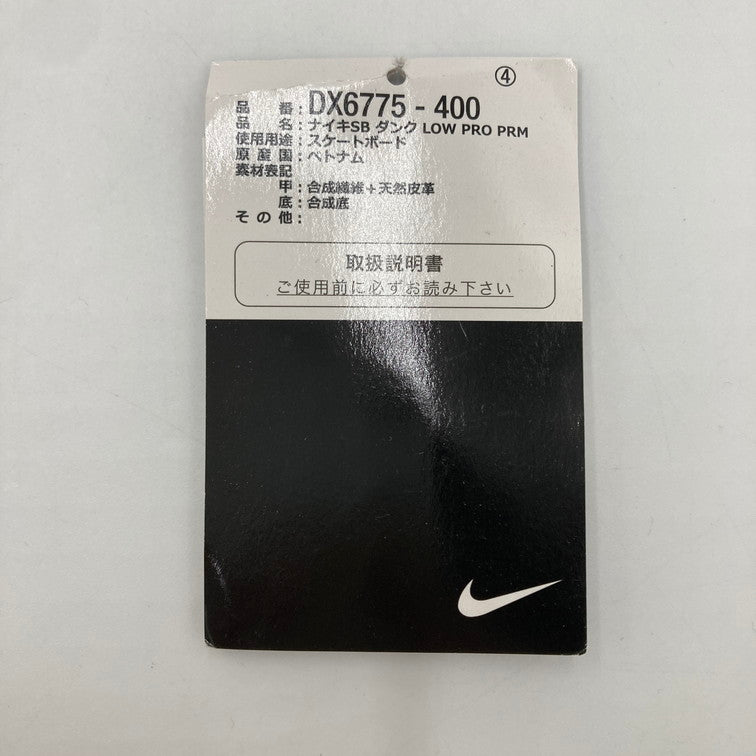 ④
品番：DX6775 - 400
品名：ナイキSB ダンク LOW PRO PRM
使用用途：スケートボード
原産国：ベトナム
素材表記
甲：合成繊維＋天然皮革
底：合成底
その他：
取扱説明書
ご使用前に必ずお読み下さい